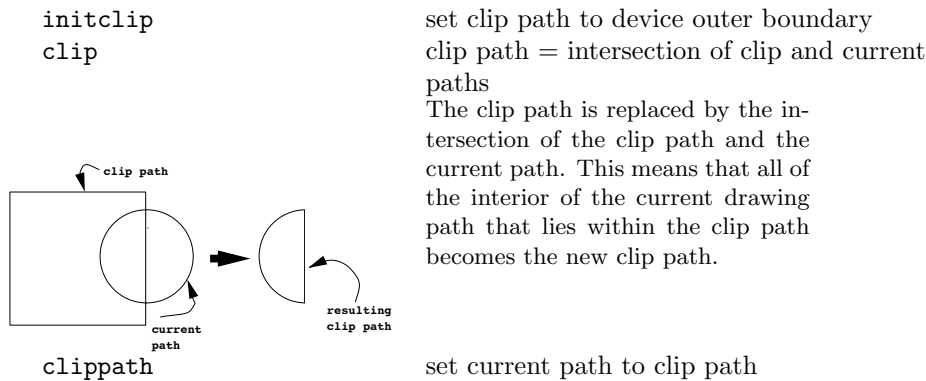 initclip set clip path to device outer boundary
clip clip path = intersection of clip and current
paths
The clip path is replaced by the in-
tersection of the clip path and the
current path. This means that all of
the interior of the current drawing
path that lies within the clip path
becomes the new clip path.
clip path
resulting
clip path
current
path
clippath set current path to clip path